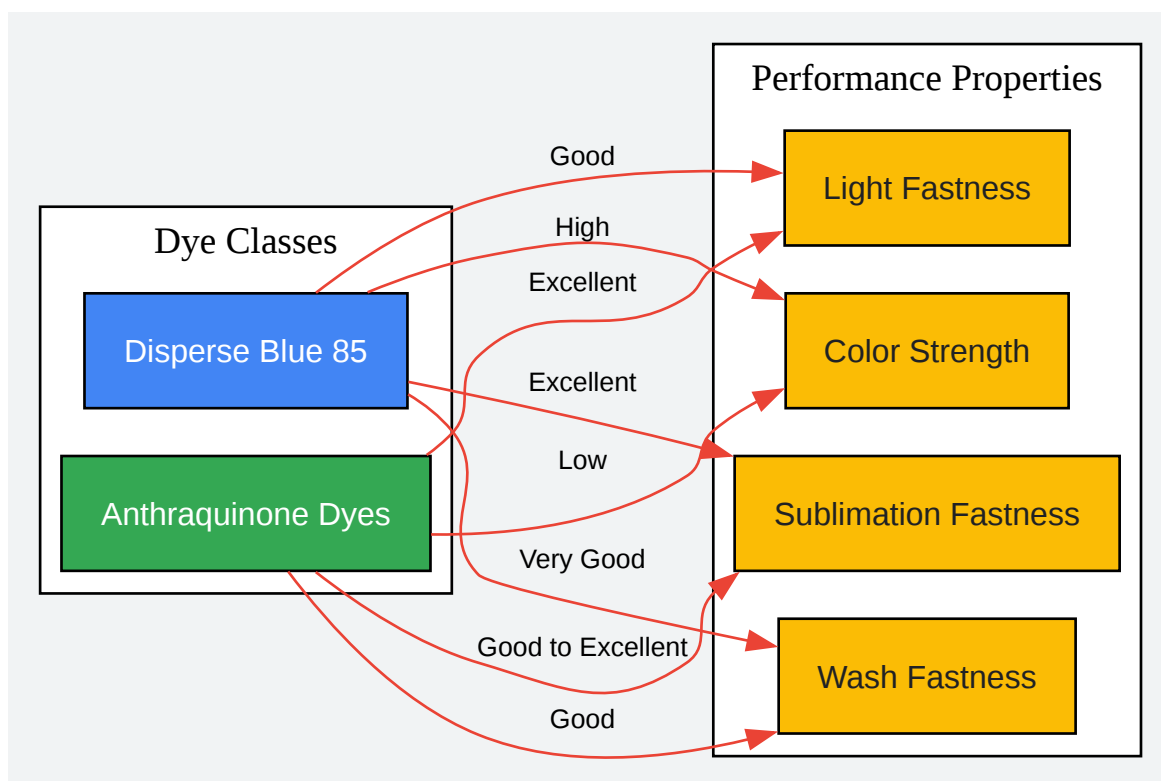 Performance Properties
Good
Light Fastness
High
Dye Classes
Excellent
Disperse Blue 85
Color Strength
Excellent
Low
Anthraquinone Dyes
Sublimation Fastness
Very Good
Good to Excellent
Wash Fastness
Good